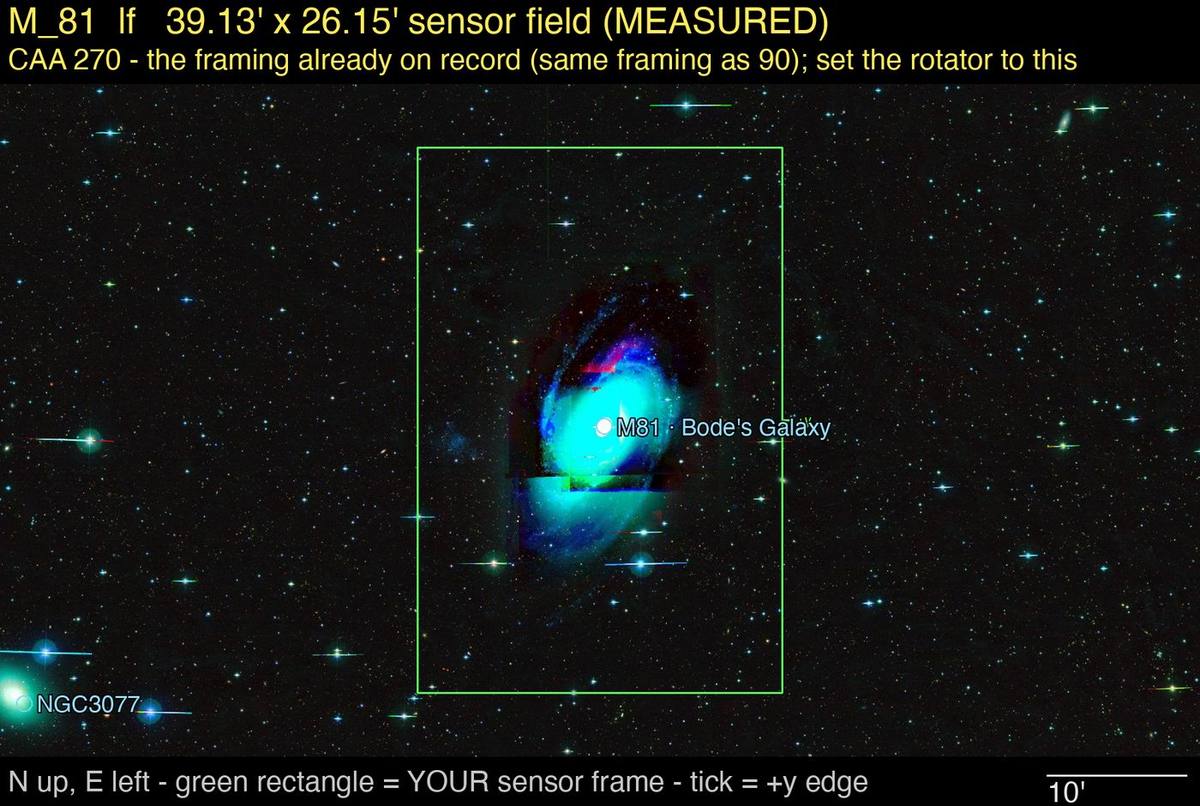 M_81 lf 39.13' x 26.15' sensor field (MEASURED)
CAA 270 - the framing already on record (same framing as 90); set the rotator to this
M81 · Bode's Galaxy
NGC3077
N up, E left - green rectangle = YOUR sensor frame - tick = +y edge
10'